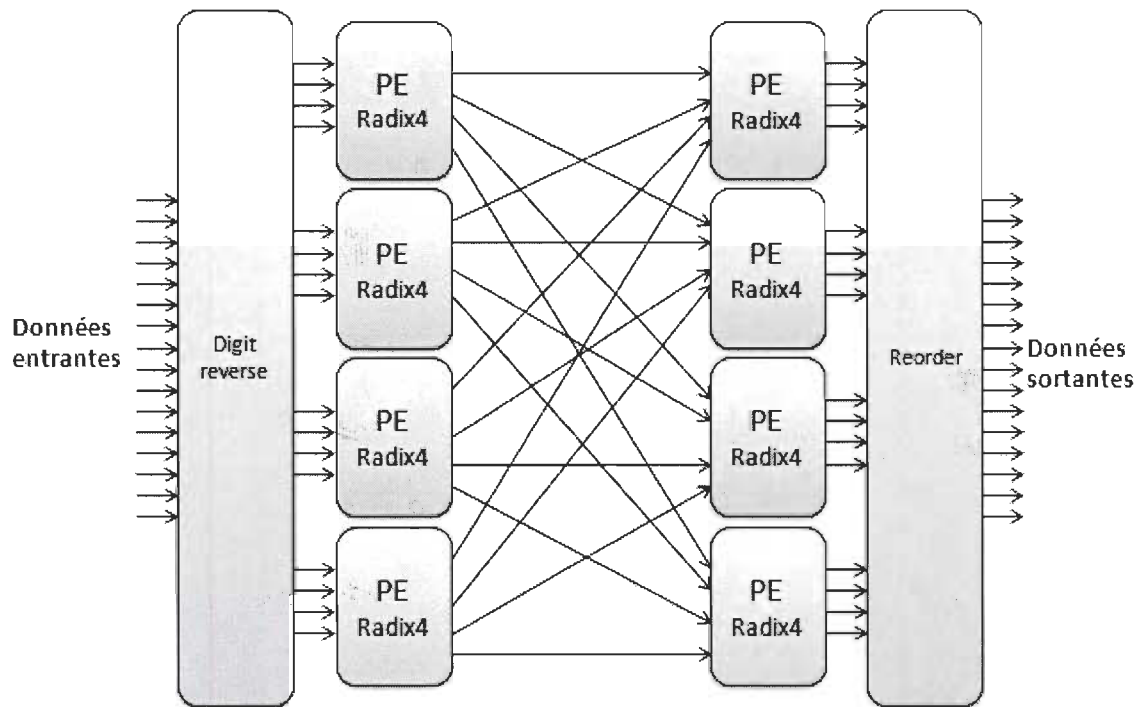 Données
entrantes
Digit
reverse
PE
Radix4
PE
Radix4
PE
Radix4
PE
Radix4
PE
Radix4
PE
Radix4
PE
Radix4
PE
Radix4
Reorder
Données
sortantes